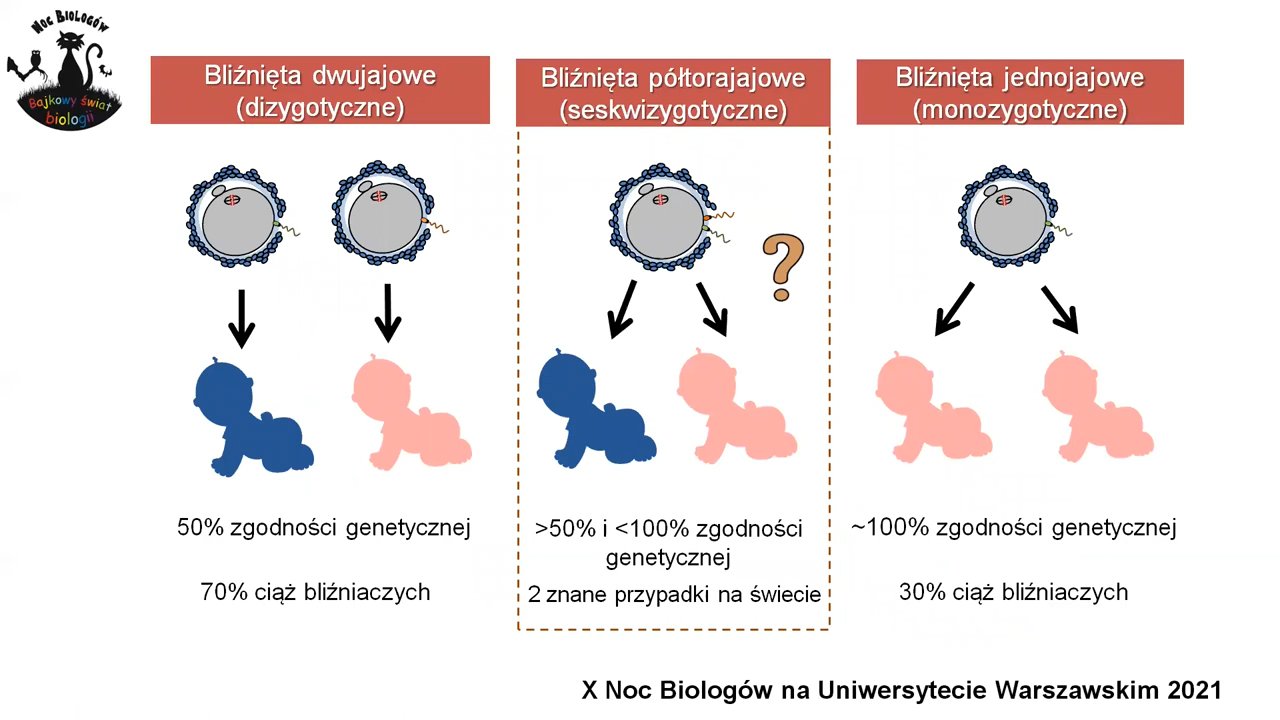 Noc Biologów
Bajkowy świat
biologii
Bliźnięta dwujajowe
(dizygotyczne)
50% zgodności genetycznej
70% ciąż bliźniaczych
Bliźnięta półtorajajowe
(seskwizygotyczne)
?
>50% i <100% zgodności
genetycznej
2 znane przypadki na świecie
Bliźnięta jednojajowe
(monozygotyczne)
~100% zgodności genetycznej
30% ciąż bliźniaczych
X Noc Biologów na Uniwersytecie Warszawskim 2021